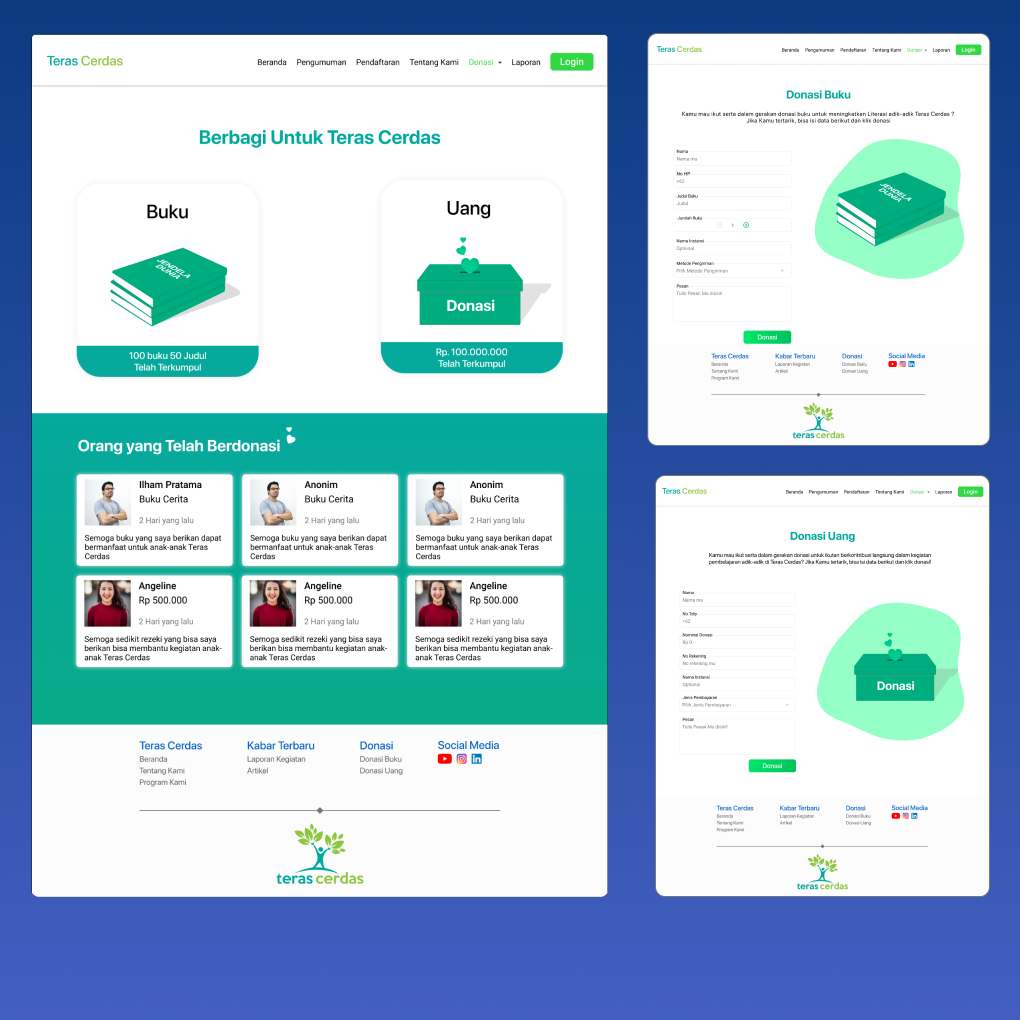 Teras Cerdas
Beranda Pengumuman Pendaftaran Tentang Kami Donasi Laporan Login
Berbagi Untuk Teras Cerdas
Buku
JENDELA
DUNIA
100 buku 50 Judul
Telah Terkumpul
Uang
Donasi
Rp. 100.000.000
Telah Terkumpul
Orang yang Telah Berdonasi
Ilham Pratama
Buku Cerita
2 Hari yang lalu
Semoga buku yang saya berikan dapat
bermanfaat untuk anak-anak Teras
Cerdas
Anonim
Buku Cerita
2 Hari yang lalu
Semoga buku yang saya berikan dapat
bermanfaat untuk anak-anak Teras
Cerdas
Anonim
Buku Cerita
2 Hari yang lalu
Semoga buku yang saya berikan dapat
bermanfaat untuk anak-anak Teras
Cerdas
Angeline
Rp 500.000
2 Hari yang lalu
Semoga sedikit rezeki yang bisa saya
berikan bisa membantu kegiatan anak-
anak Teras Cerdas
Angeline
Rp 500.000
2 Hari yang lalu
Semoga sedikit rezeki yang bisa saya
berikan bisa membantu kegiatan anak-
anak Teras Cerdas
Angeline
Rp 500.000
2 Hari yang lalu
Semoga sedikit rezeki yang bisa saya
berikan bisa membantu kegiatan anak-
anak Teras Cerdas
Teras Cerdas
Beranda
Tentang Kami
Program Kami
Kabar Terbaru
Laporan Kegiatan
Artikel
Donasi
Donasi Buku
Donasi Uang
Social Media
teras cerdas
Teras Cerdas
Beranda Pengumuman Pendaftaran Tentang Kami Donasi Laporan Login
Donasi Buku
Kamu mau ikut serta dalam gerakan donasi buku untuk meningkatkan Literasi adik-adik Teras Cerdas ?
Jika Kamu tertarik, bisa isi data berikut dan klik donasi
Nama
Nama mu
No HP
+62
Judul Buku
Judul
Jumlah Buku
1
Nama Instansi
Optional
Metode Pengiriman
Pilih Metode Pengiriman
Pesan
Tulis Pesan Mu disini!
Donasi
JENDELA
DUNIA
Teras Cerdas
Beranda
Tentang Kami
Program Kami
Kabar Terbaru
Laporan Kegiatan
Artikel
Donasi
Donasi Buku
Donasi Uang
Social Media
teras cerdas
Teras Cerdas
Beranda Pengumuman Pendaftaran Tentang Kami Donasi Laporan Login
Donasi Uang
Kamu mau ikut serta dalam gerakan donasi untuk ikutan berkontribusi langsung dalam kegiatan
pembelajaran adik-adik di Teras Cerdas? Jika Kamu tertarik, bisa isi data berikut dan klik donasi!
Nama
Nama mu
No Telp
+62
Nominal Donasi
Rp 0
No Rekening
No rekening mu
Nama Instansi
Optional
Jenis Pembayaran
Pilih Jenis Pembayaran
Pesan
Tulis Pesan Mu disini!
Donasi
Donasi
Teras Cerdas
Beranda
Tentang Kami
Program Kami
Kabar Terbaru
Laporan Kegiatan
Artikel
Donasi
Donasi Buku
Donasi Uang
Social Media
teras cerdas